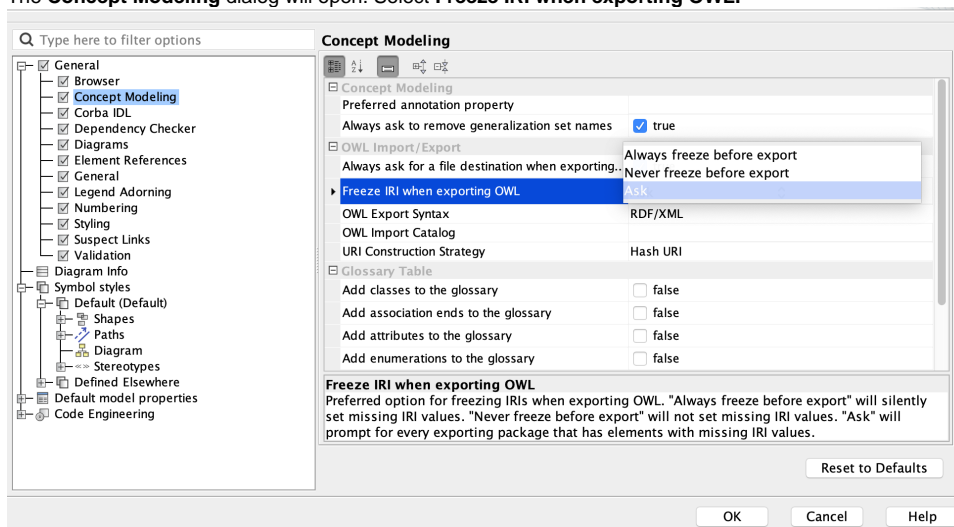 The Concept Modeling dialog will open. Select Freeze IRI when exporting OWL.
Type here to filter options
General
Browser
Concept Modeling
Corba IDL
Dependency Checker
Diagrams
Element References
General
Legend Adorning
Numbering
Styling
Suspect Links
Validation
Diagram Info
Symbol styles
Default (Default)
Shapes
Paths
Diagram
Stereotypes
Defined Elsewhere
Default model properties
Code Engineering
Concept Modeling
Concept Modeling
Preferred annotation property
Always ask to remove generalization set names true
OWL Import/Export
Always ask for a file destination when exporting...
Always freeze before export
Never freeze before export
Freeze IRI when exporting OWL Ask
OWL Export Syntax RDF/XML
OWL Import Catalog
URI Construction Strategy Hash URI
Glossary Table
Add classes to the glossary false
Add association ends to the glossary false
Add attributes to the glossary false
Add enumerations to the glossary false
Freeze IRI when exporting OWL
Preferred option for freezing IRIs when exporting OWL. "Always freeze before export" will silently
set missing IRI values. "Never freeze before export" will not set missing IRI values. "Ask" will
prompt for every exporting package that has elements with missing IRI values.
Reset to Defaults
OK Cancel Help